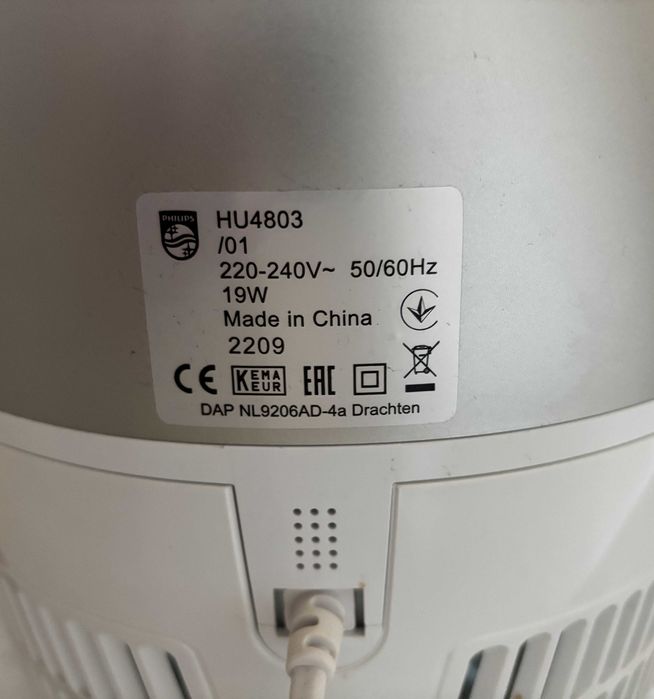 PHILIPS
HU4803
/01
220-240V~ 50/60Hz
19W
Made in China
2209
CE KEMA KEUR EAC
DAP NL9206AD-4a Drachten